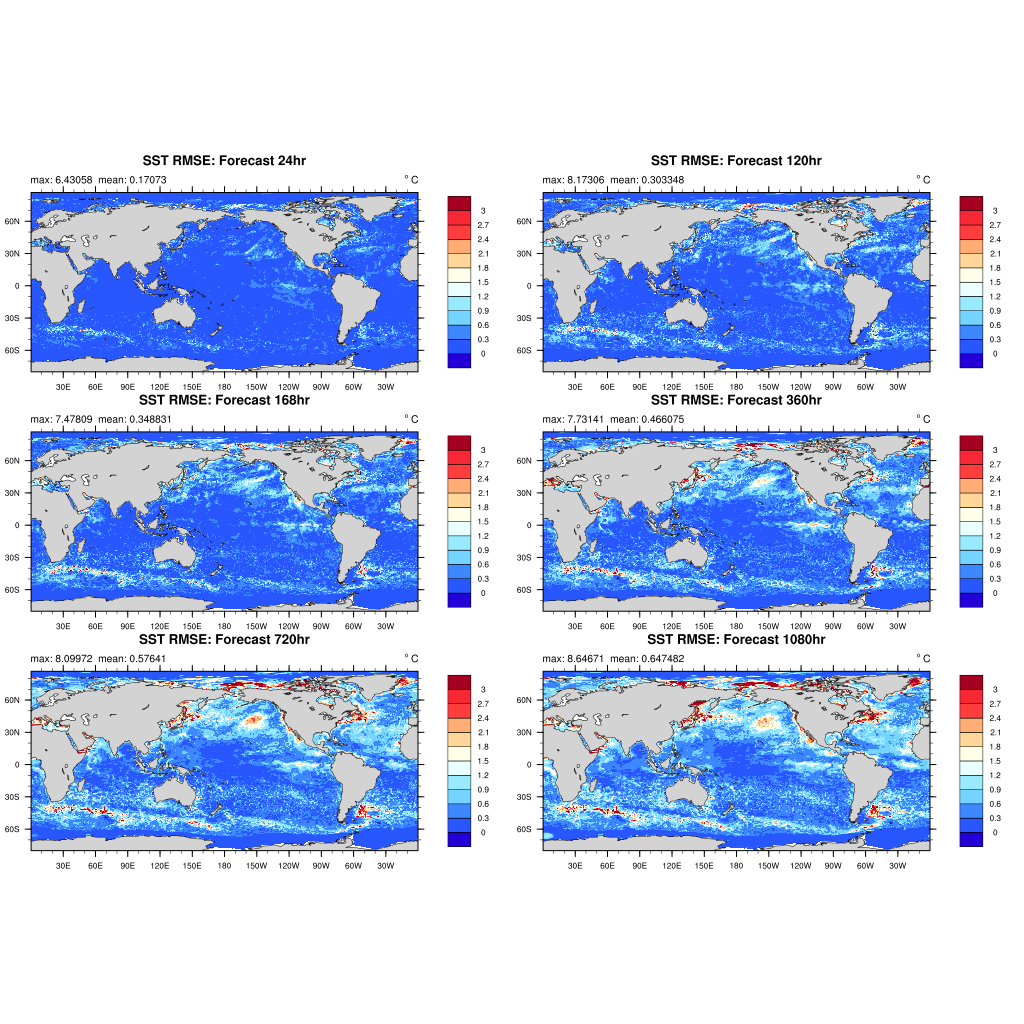 SST RMSE: Forecast 24hr
max: 6.43058 mean: 0.17073 ° C
60N
30N
0
30S
60S
30E 60E 90E 120E 150E 180 150W 120W 90W 60W 30W
3
2.7
2.4
2.1
1.8
1.5
1.2
0.9
0.6
0.3
0
SST RMSE: Forecast 120hr
max: 8.17306 mean: 0.303348 ° C
60N
30N
0
30S
60S
30E 60E 90E 120E 150E 180 150W 120W 90W 60W 30W
3
2.7
2.4
2.1
1.8
1.5
1.2
0.9
0.6
0.3
0
SST RMSE: Forecast 168hr
max: 7.47809 mean: 0.348831 ° C
60N
30N
0
30S
60S
30E 60E 90E 120E 150E 180 150W 120W 90W 60W 30W
3
2.7
2.4
2.1
1.8
1.5
1.2
0.9
0.6
0.3
0
SST RMSE: Forecast 360hr
max: 7.73141 mean: 0.466075 ° C
60N
30N
0
30S
60S
30E 60E 90E 120E 150E 180 150W 120W 90W 60W 30W
3
2.7
2.4
2.1
1.8
1.5
1.2
0.9
0.6
0.3
0
SST RMSE: Forecast 720hr
max: 8.09972 mean: 0.57641 ° C
60N
30N
0
30S
60S
30E 60E 90E 120E 150E 180 150W 120W 90W 60W 30W
3
2.7
2.4
2.1
1.8
1.5
1.2
0.9
0.6
0.3
0
SST RMSE: Forecast 1080hr
max: 8.64671 mean: 0.647482 ° C
60N
30N
0
30S
60S
30E 60E 90E 120E 150E 180 150W 120W 90W 60W 30W
3
2.7
2.4
2.1
1.8
1.5
1.2
0.9
0.6
0.3
0